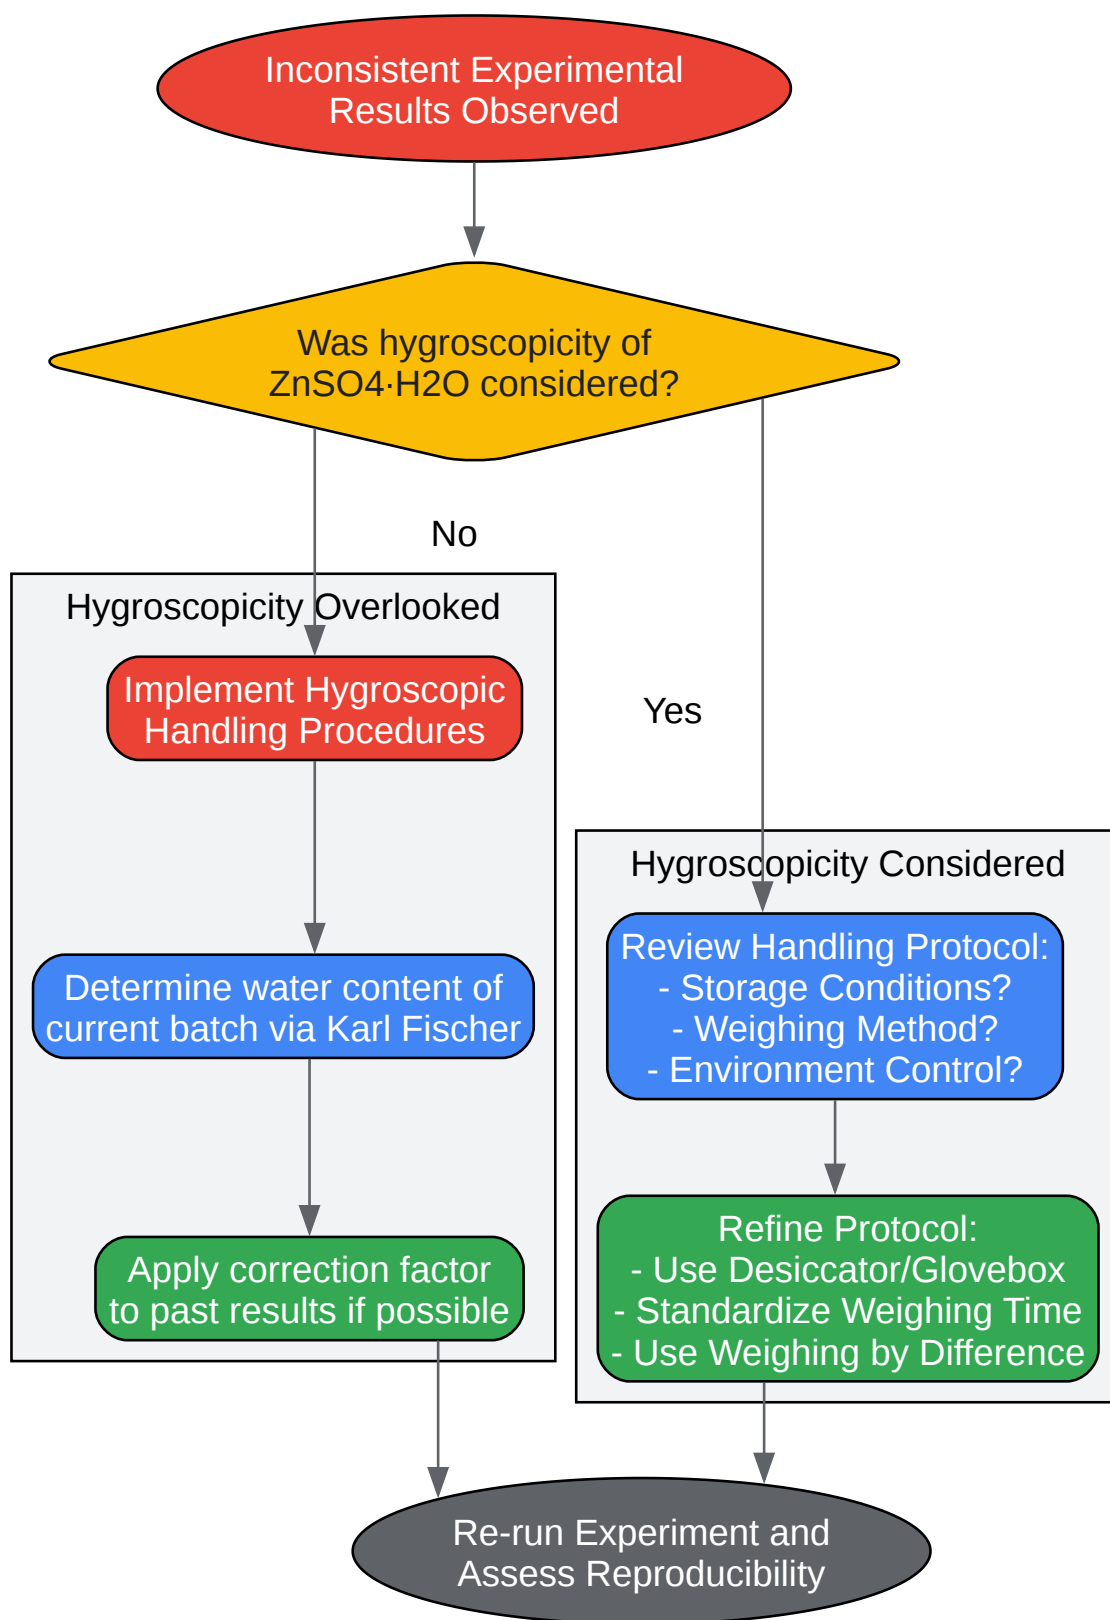 Inconsistent Experimental
Results Observed
Was hygroscopicity of
ZnSO4·H2O considered?
No
Hygroscopicity Overlooked
Implement Hygroscopic
Handling Procedures
Yes
Hygroscopicity Considered
Determine water content of
current batch via Karl Fischer
Review Handling Protocol:
- Storage Conditions?
- Weighing Method?
- Environment Control?
Apply correction factor
to past results if possible
Refine Protocol:
- Use Desiccator/Glovebox
- Standardize Weighing Time
- Use Weighing by Difference
Re-run Experiment and
Assess Reproducibility